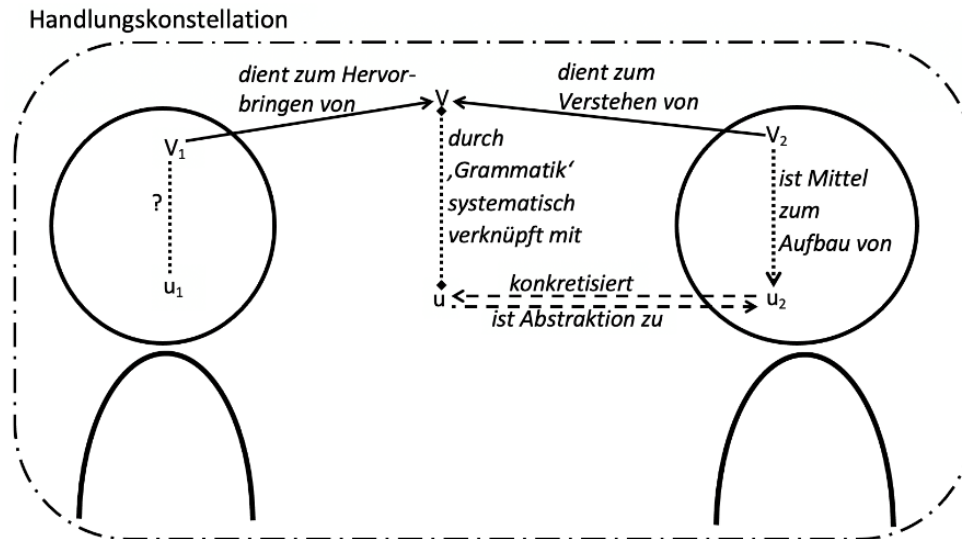 Handlungskonstellation
dient zum Hervor-
bringen von
dient zum
Verstehen von
V
V₁
?
u₁
durch
‚Grammatik‘
systematisch
verknüpft mit
u
V₂
ist Mittel
zum
Aufbau von
u₂
konkretisiert
ist Abstraktion zu